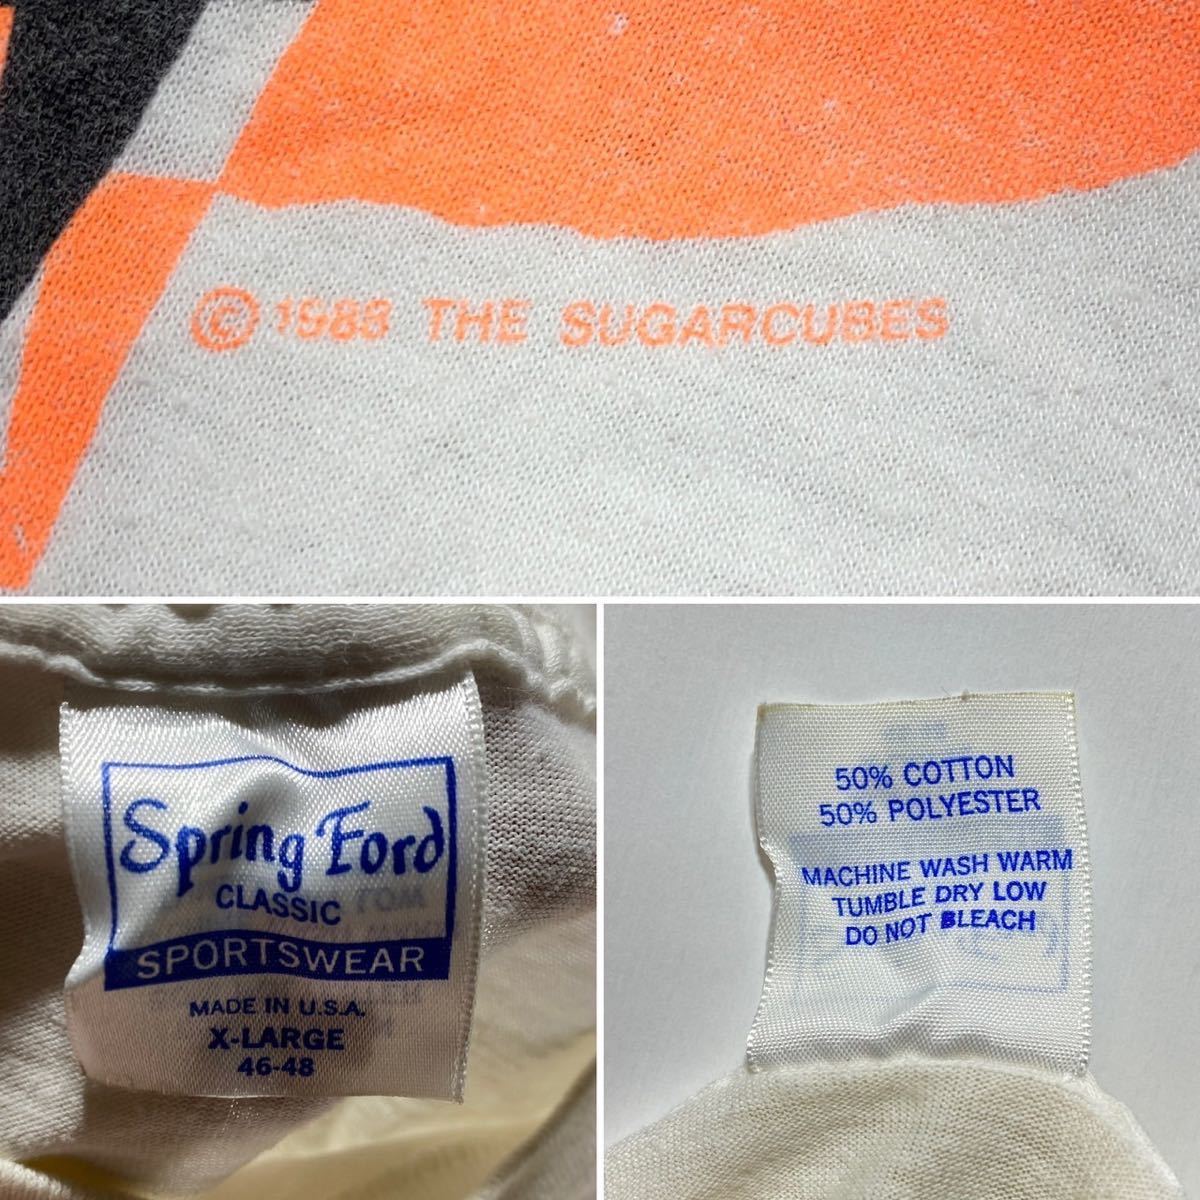 © 1988 THE SUGARCUBES
Spring Ford
CLASSIC
SPORTSWEAR
MADE IN U.S.A.
X-LARGE
46-48
50% COTTON
50% POLYESTER
MACHINE WASH WARM
TUMBLE DRY LOW
DO NOT BLEACH